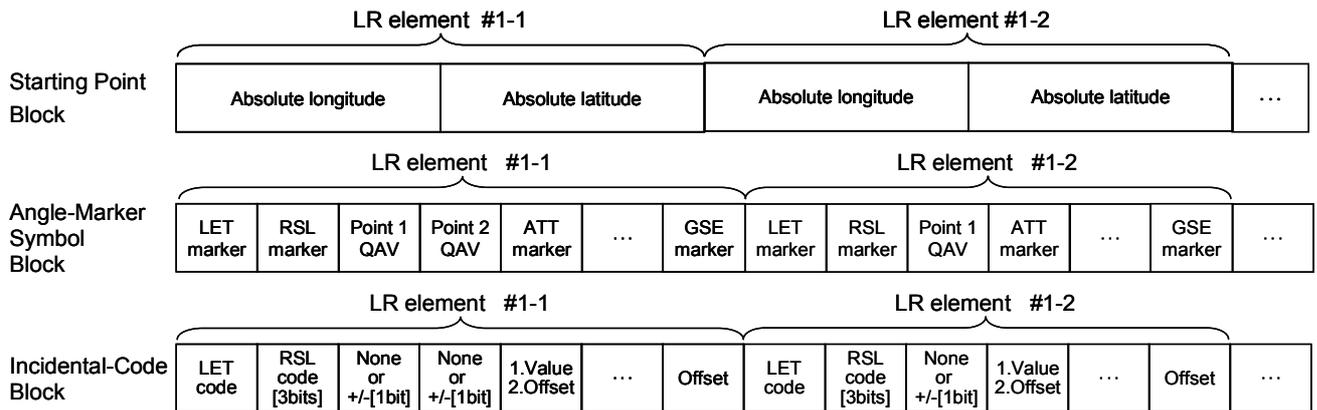 LR element #1-1
LR element #1-2
Starting Point
Block
Absolute longitude
Absolute latitude
Absolute longitude
Absolute latitude
...
LR element #1-1
LR element #1-2
Angle-Marker
Symbol
Block
LET
marker
RSL
marker
Point 1
QAV
Point 2
QAV
ATT
marker
...
GSE
marker
LET
marker
RSL
marker
Point 1
QAV
ATT
marker
...
GSE
marker
...
LR element #1-1
LR element #1-2
Incidental-Code
Block
LET
code
RSL
code
[3bits]
None
or
+/-[1bit]
None
or
+/-[1bit]
1.Value
2.Offset
...
Offset
LET
code
RSL
code
[3bits]
None
or
+/-[1bit]
1.Value
2.Offset
...
Offset
...